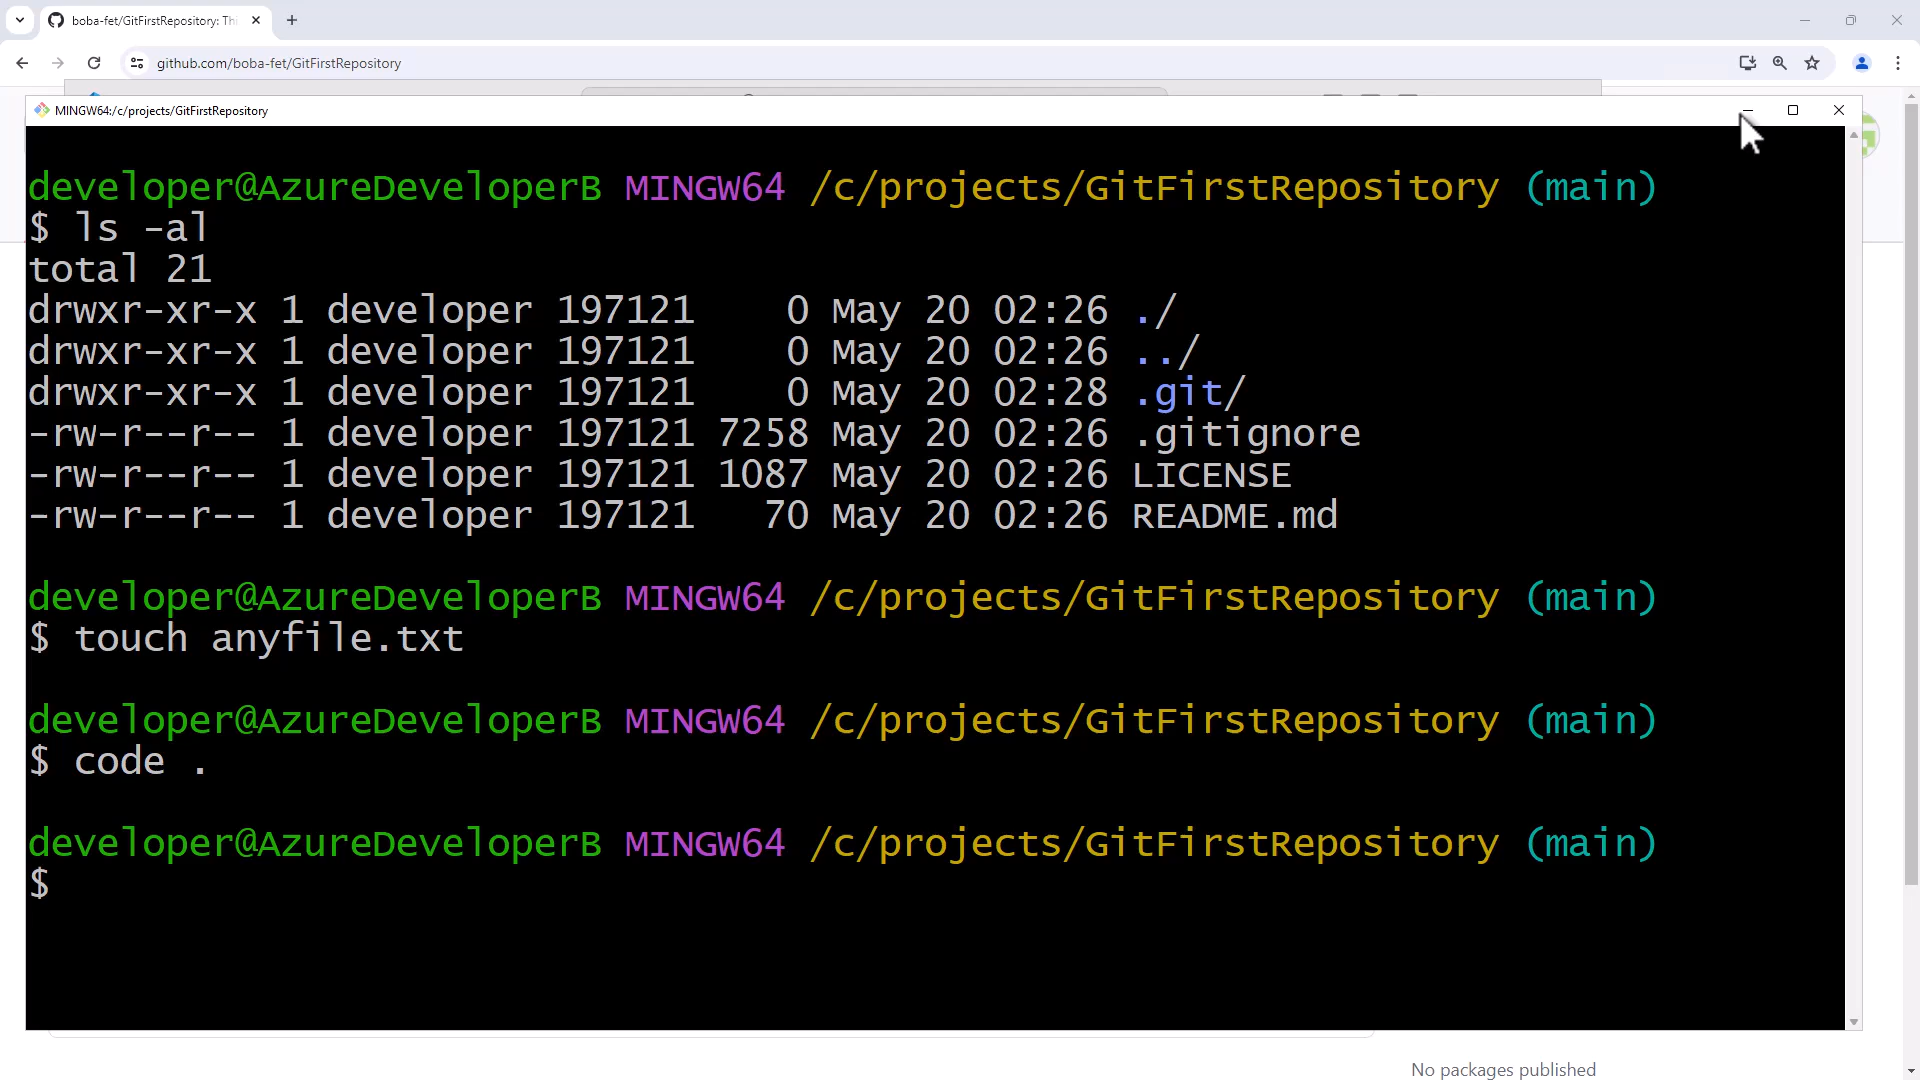 boba-fet/GitFirstRepository: Thi
github.com/boba-fet/GitFirstRepository
MINGW64:/c/projects/GitFirstRepository
developer@AzureDeveloperB MINGW64 /c/projects/GitFirstRepository (main)
$ ls -al
total 21
drwxr-xr-x 1 developer 197121    0 May 20 02:26 ./
drwxr-xr-x 1 developer 197121    0 May 20 02:26 ../
drwxr-xr-x 1 developer 197121    0 May 20 02:28 .git/
-rw-r--r-- 1 developer 197121 7258 May 20 02:26 .gitignore
-rw-r--r-- 1 developer 197121 1087 May 20 02:26 LICENSE
-rw-r--r-- 1 developer 197121   70 May 20 02:26 README.md
developer@AzureDeveloperB MINGW64 /c/projects/GitFirstRepository (main)
$ touch anyfile.txt
developer@AzureDeveloperB MINGW64 /c/projects/GitFirstRepository (main)
$ code .
developer@AzureDeveloperB MINGW64 /c/projects/GitFirstRepository (main)
$
No packages published